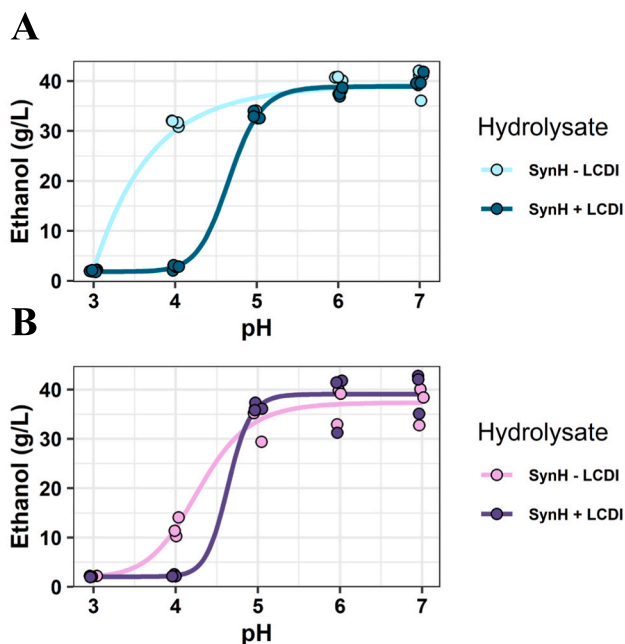 A
Ethanol (g/L)
40
30
20
10
0
3 4 5 6 7
pH
Hydrolysate
SynH - LCDI
SynH + LCDI
B
Ethanol (g/L)
40
30
20
10
0
3 4 5 6 7
pH
Hydrolysate
SynH - LCDI
SynH + LCDI